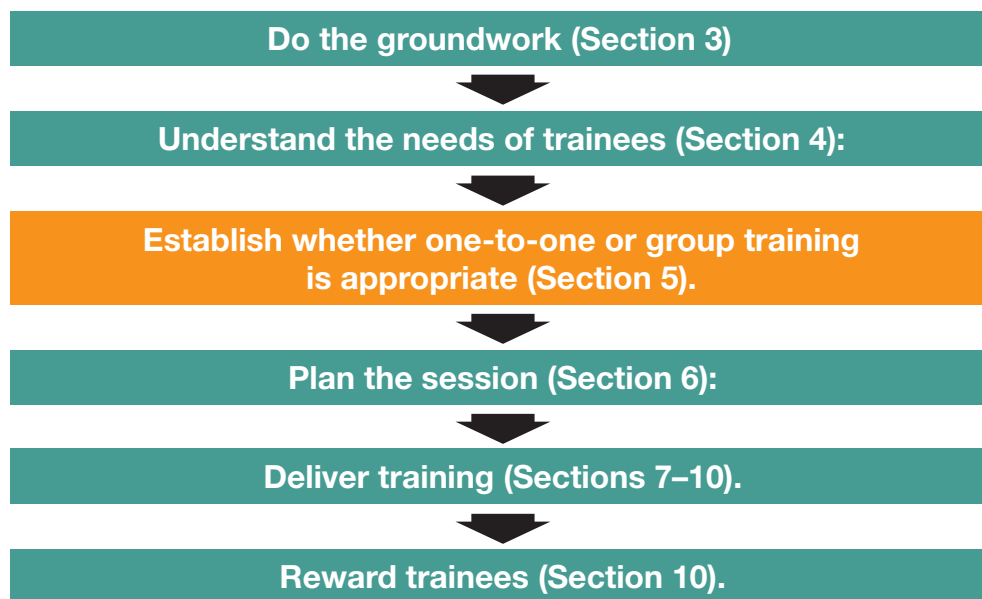 Do the groundwork (Section 3)
Understand the needs of trainees (Section 4):
Establish whether one-to-one or group training
is appropriate (Section 5).
Plan the session (Section 6):
Deliver training (Sections 7–10).
Reward trainees (Section 10).